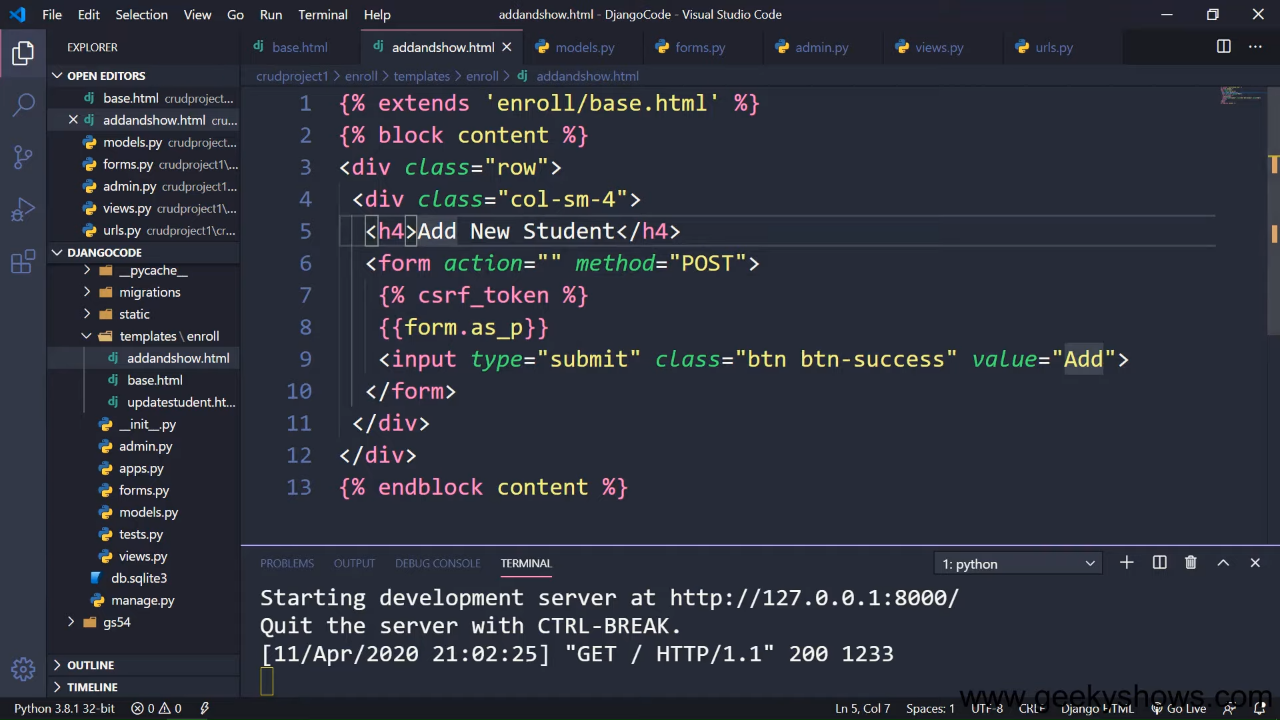 File Edit Selection View Go Run Terminal Help addandshow.html - DjangoCode - Visual Studio Code
EXPLORER
base.html addandshow.html models.py forms.py admin.py views.py urls.py
OPEN EDITORS
crudproject1 > enroll > templates > enroll > addandshow.html
base.html crudproject...
addandshow.html cru...
models.py crudproject1\...
forms.py crudproject1\...
admin.py crudproject1\...
views.py crudproject1\...
urls.py crudproject1\...
DJANGOCODE
__pycache__
migrations
static
templates \ enroll
addandshow.html
base.html
updatestudent.ht...
__init__.py
admin.py
apps.py
forms.py
models.py
tests.py
views.py
db.sqlite3
manage.py
gs54
OUTLINE
TIMELINE
1 {% extends 'enroll/base.html' %}
2 {% block content %}
3 <div class="row">
4 <div class="col-sm-4">
5 <h4>Add New Student</h4>
6 <form action="" method="POST">
7 {% csrf_token %}
8 {{form.as_p}}
9 <input type="submit" class="btn btn-success" value="Add">
10 </form>
11 </div>
12 </div>
13 {% endblock content %}
PROBLEMS OUTPUT DEBUG CONSOLE TERMINAL 1: python
Starting development server at http://127.0.0.1:8000/
Quit the server with CTRL-BREAK.
[11/Apr/2020 21:02:25] "GET / HTTP/1.1" 200 1233
www.geekyshows.com
Python 3.8.1 32-bit 0 0 Ln 5, Col 7 Spaces: 1 UTF-8 CRLF Django HTML Go Live